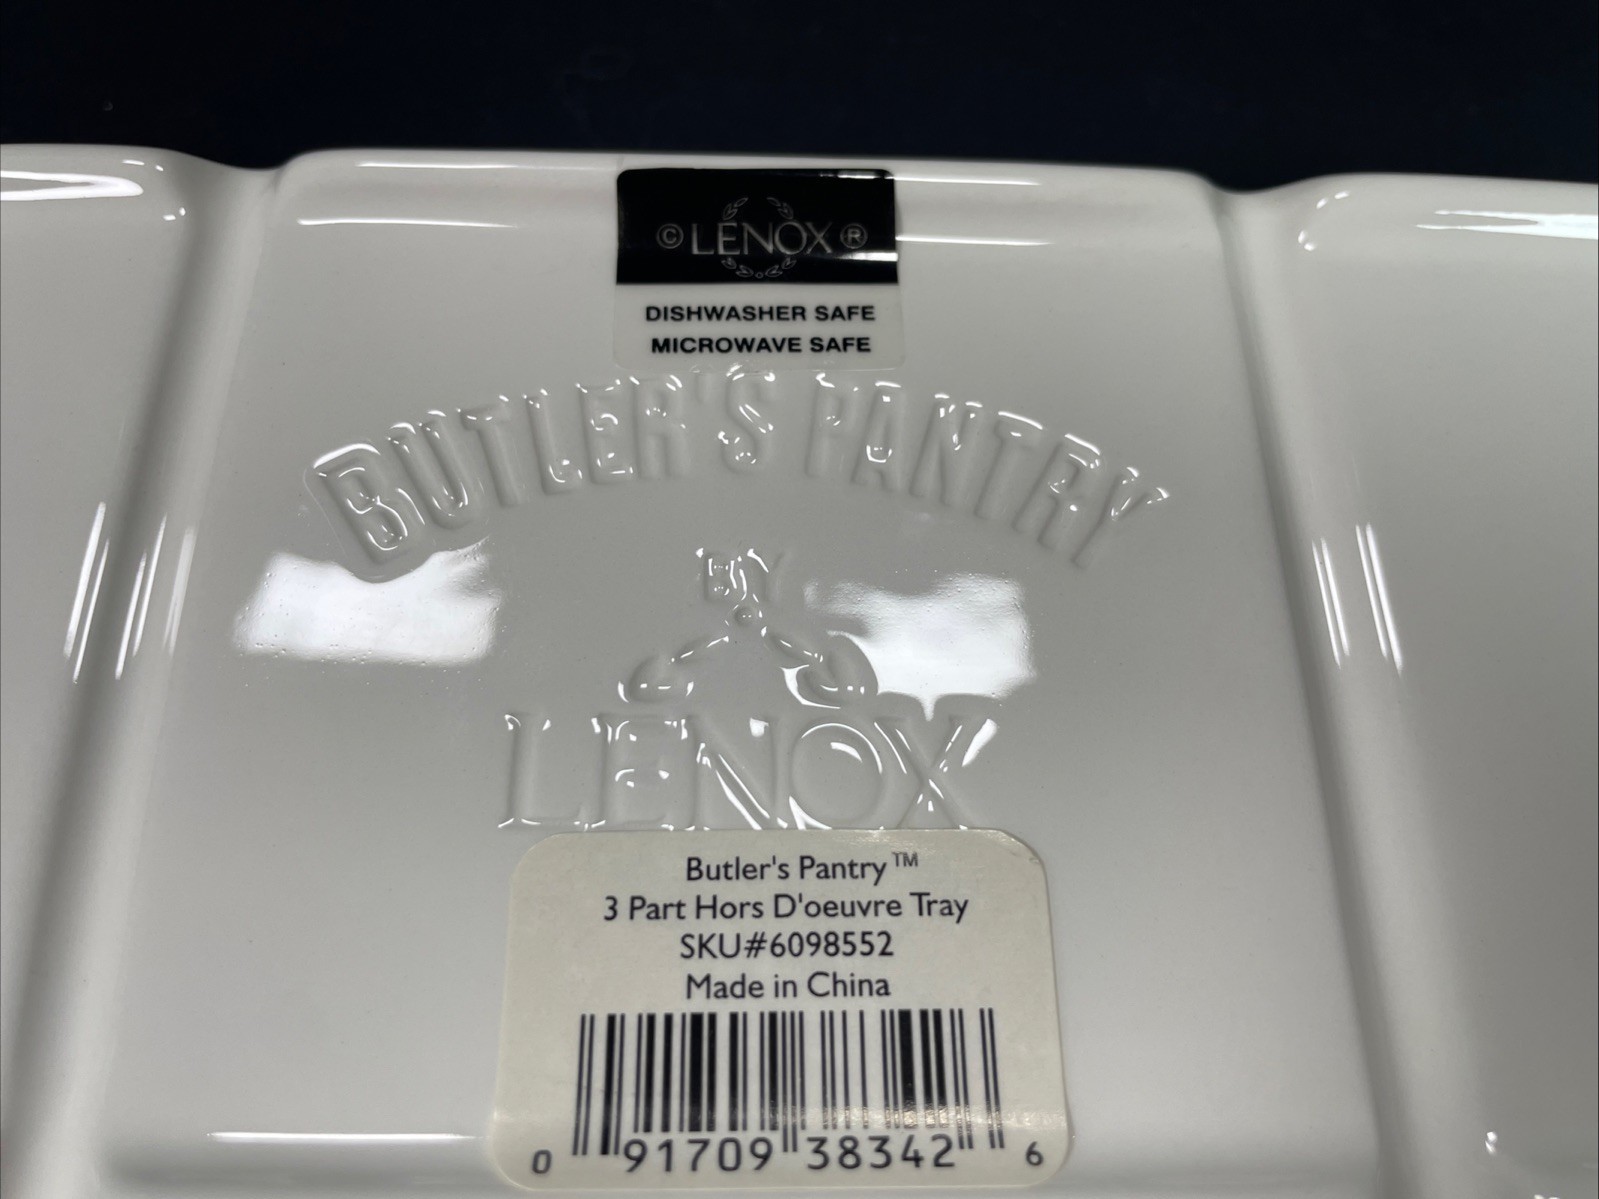 © LENOX ®
DISHWASHER SAFE
MICROWAVE SAFE
BUTLER'S PANTRY
BY
LENOX
Butler's Pantry™
3 Part Hors D'oeuvre Tray
SKU#6098552
Made in China
0 91709 38342 6